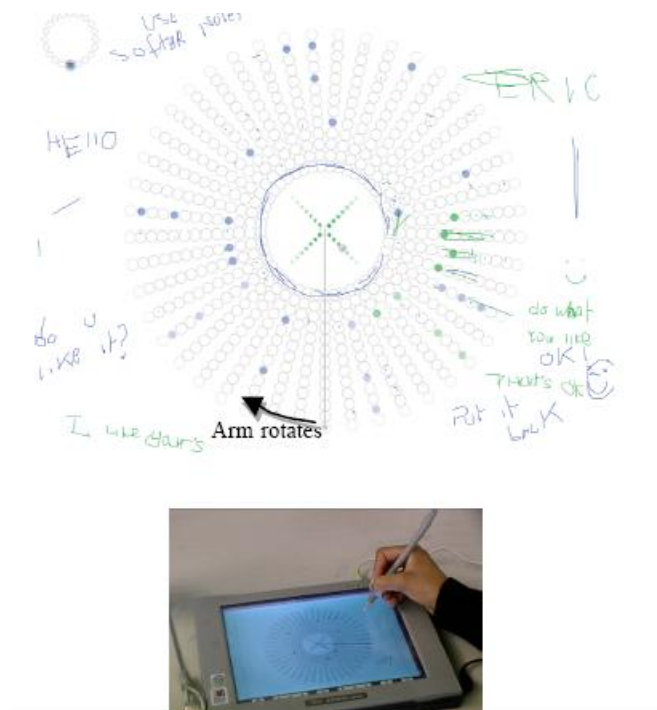 USE
SOFTER
ERIC
HELLO
do U
LIKE it?
do what
YOU LIKE
OK!
THAT'S OK
PUT it
bacK
I LIKE yours
Arm rotates